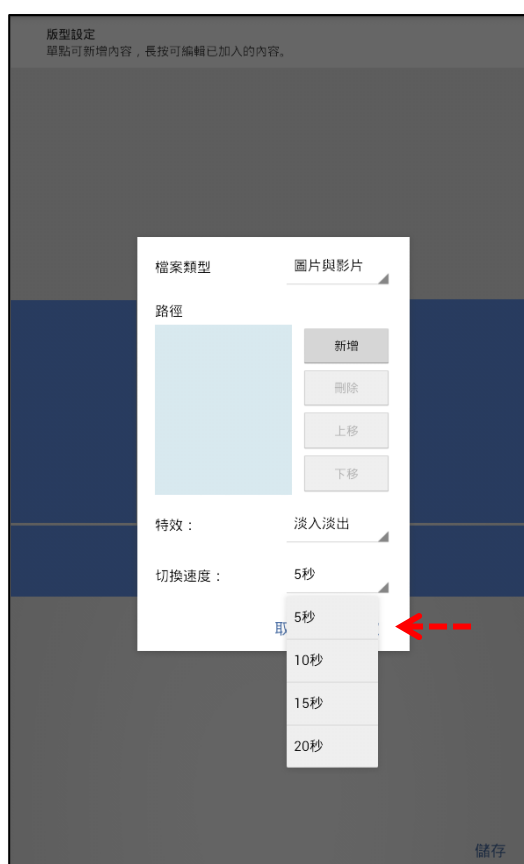 版型設定
單點可新增內容，長按可編輯已加入的內容。
檔案類型 圖片與影片
路徑
新增
刪除
上移
下移
特效： 淡入淡出
切換速度： 5秒
取
5秒
10秒
15秒
20秒
儲存